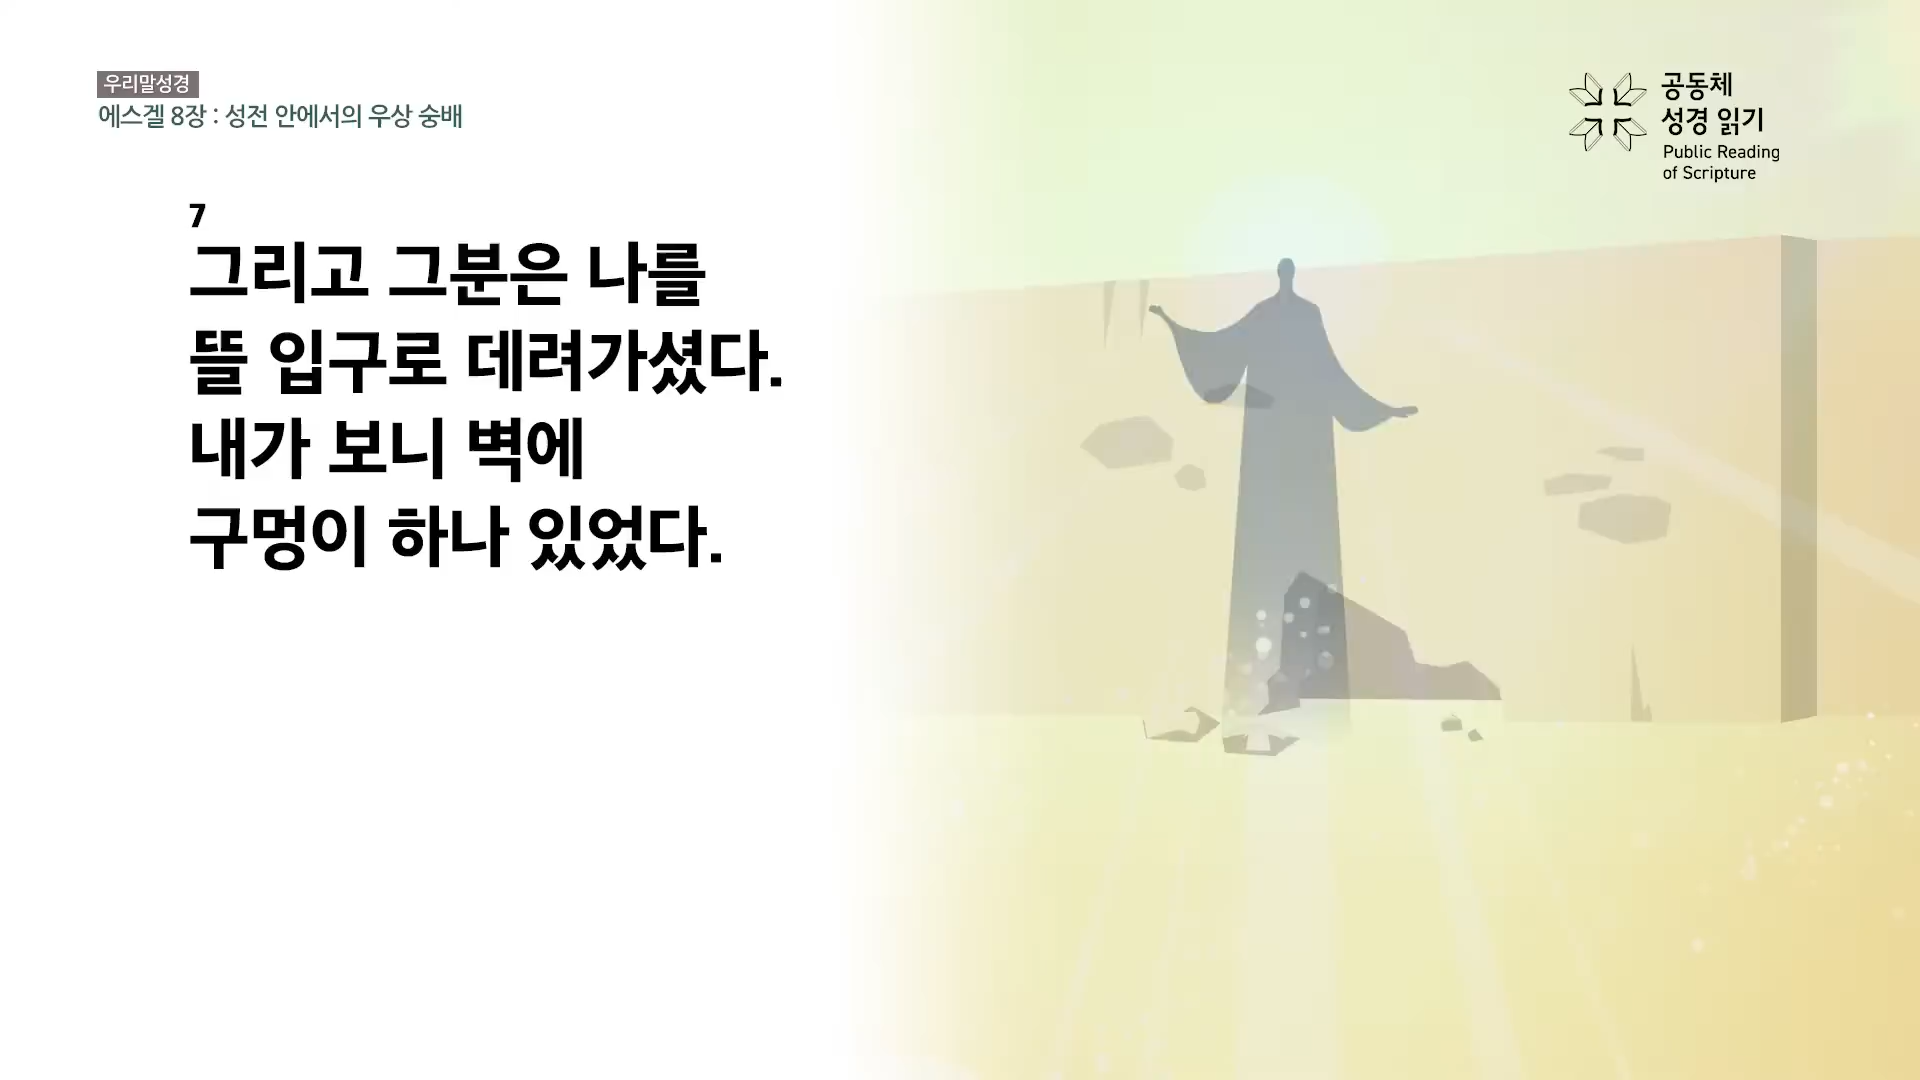 우리말성경
에스겔 8장 : 성전 안에서의 우상 숭배
공동체
성경 읽기
Public Reading
of Scripture
7
그리고 그분은 나를
뜰 입구로 데려가셨다.
내가 보니 벽에
구멍이 하나 있었다.